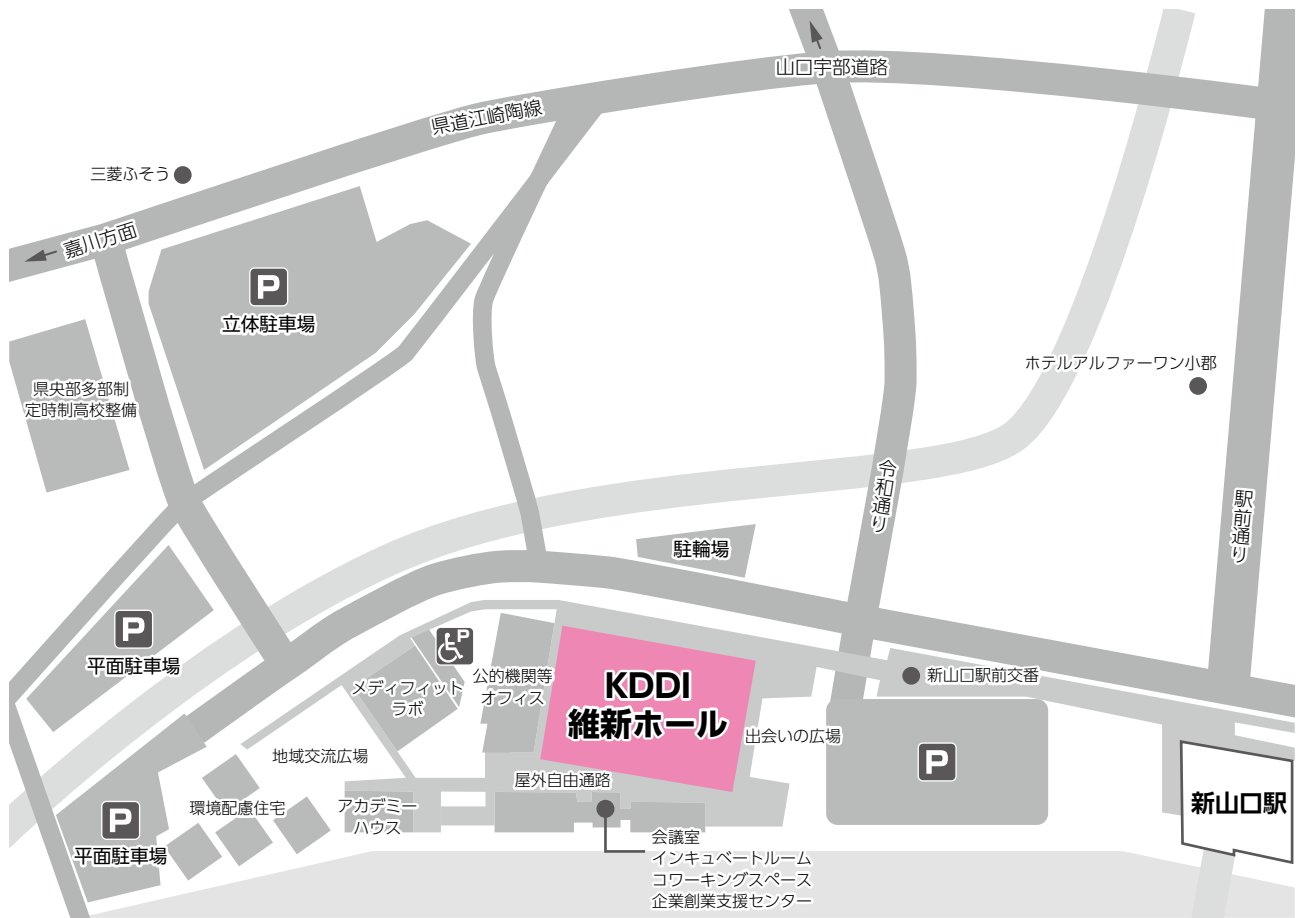 山口宇部道路
県道江崎陶線
三菱ふそう
嘉川方面
P
立体駐車場
ホテルアルファーワン小郡
県央部多部制
定時制高校整備
令和通り
駅前通り
駐輪場
P
平面駐車場
P
公的機関等
オフィス
メディフィット
ラボ
KDDI
維新ホール
新山口駅前交番
出会いの広場
地域交流広場
P
屋外自由通路
新山口駅
環境配慮住宅
アカデミー
ハウス
P
平面駐車場
会議室
インキュベートルーム
コワーキングスペース
企業創業支援センター